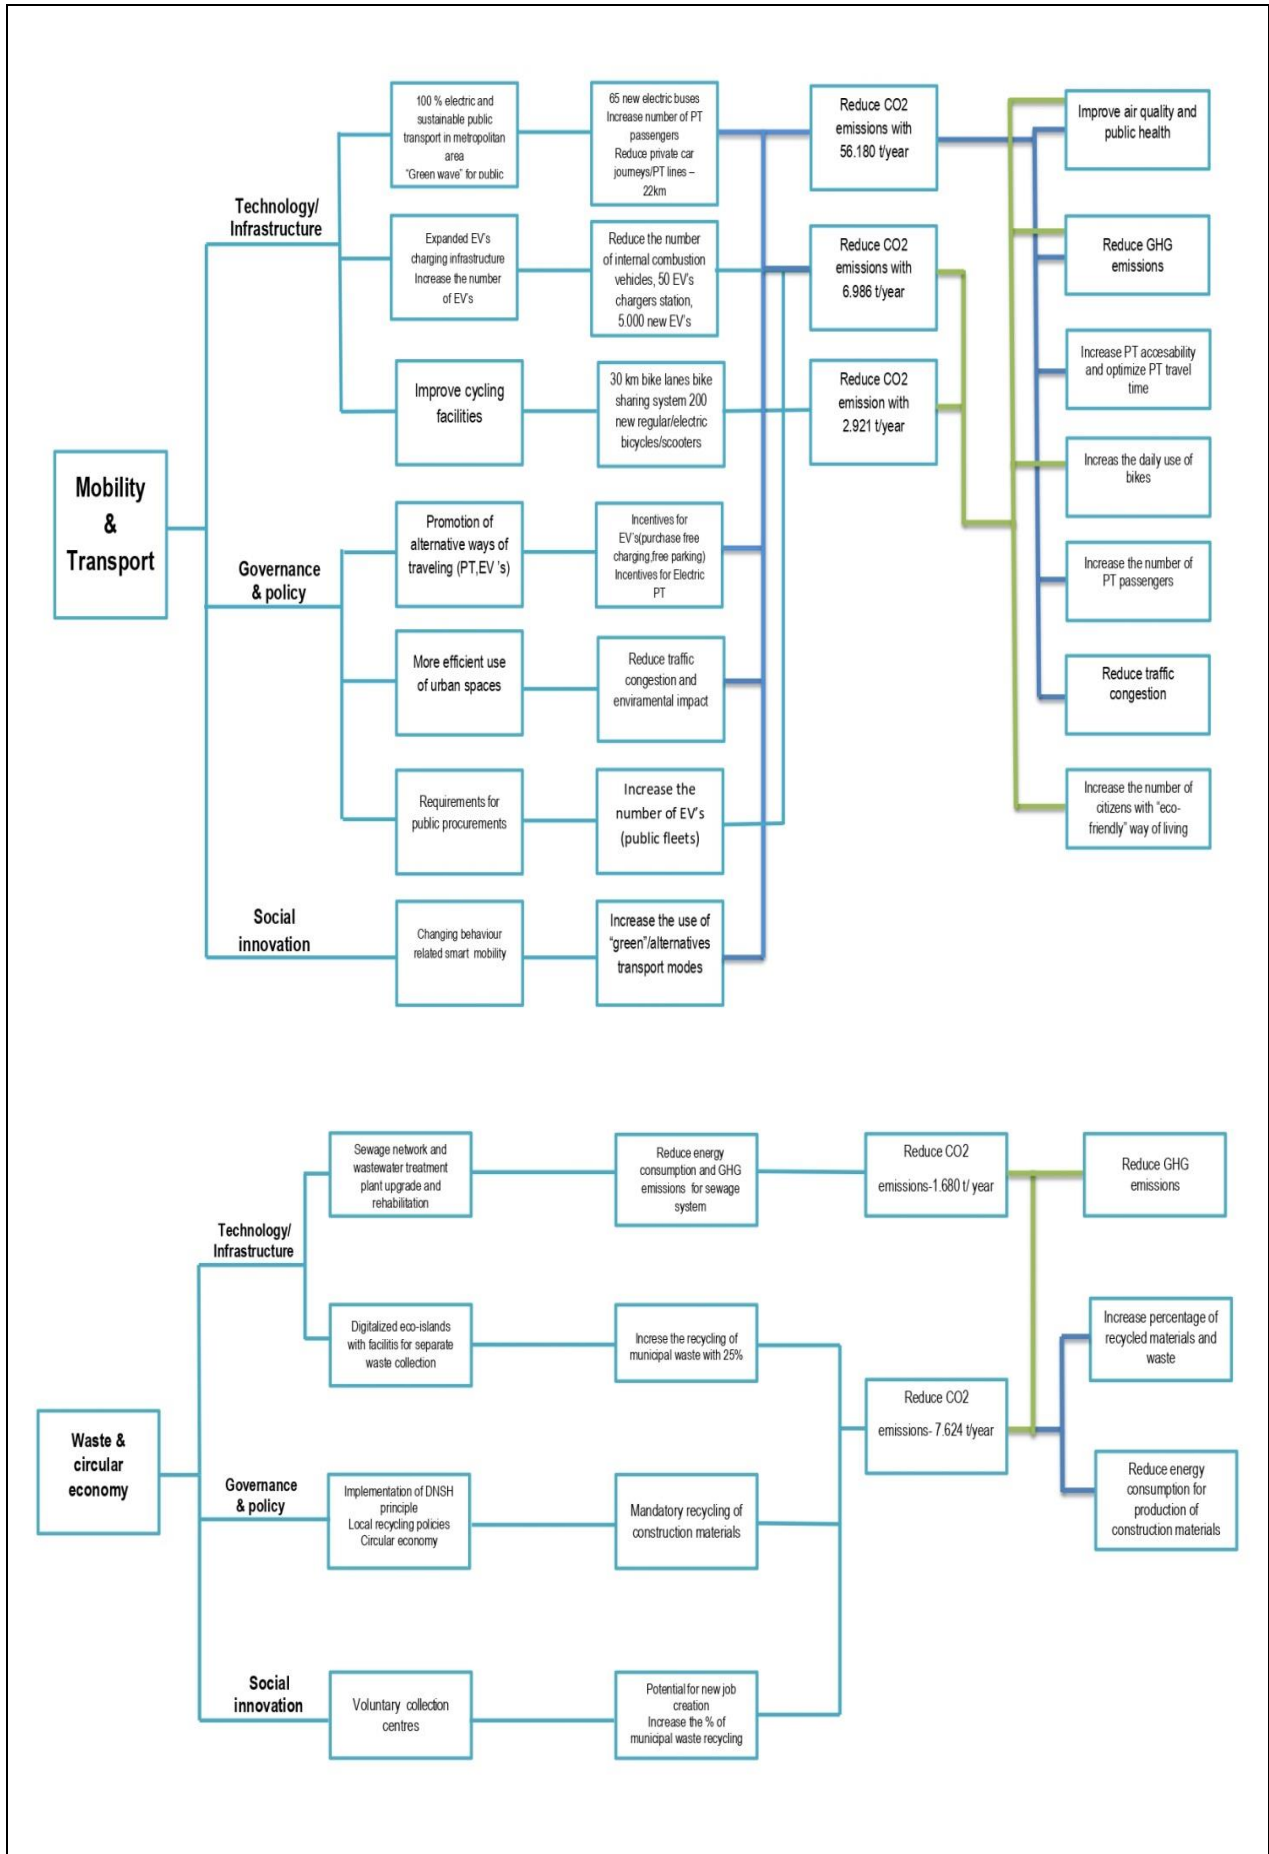 Mobility
&
Transport
Technology/
Infrastructure
100 % electric and
sustainable public
transport in metropolitan
area
"Green wave" for public
65 new electric buses
Increase number of PT
passengers
Reduce private car
journeys/PT lines –
22km
Reduce CO2
emissions with
56.180 t/year
Improve air quality and
public health
Expanded EV's
charging infrastructure
Increase the number
of EV's
Reduce the number
of internal combustion
vehicles, 50 EV's
chargers station,
5.000 new EV's
Reduce CO2
emissions with
6.986 t/year
Reduce GHG
emissions
Improve cycling
facilities
30 km bike lanes bike
sharing system 200
new regular/electric
bicycles/scooters
Reduce CO2
emission with
2.921 t/year
Increase PT accesability
and optimize PT travel
time
Increas the daily use of
bikes
Governance
& policy
Promotion of
alternative ways of
traveling (PT,EV 's)
Incentives for
EV's(purchase free
charging,free parking)
Incentives for Electric
PT
Increase the number of
PT passengers
More efficient use
of urban spaces
Reduce traffic
congestion and
enviramental impact
Reduce traffic
congestion
Requirements for
public procurements
Increase the
number of EV's
(public fleets)
Increase the number of
citizens with "eco-
friendly" way of living
Social
innovation
Changing behaviour
related smart mobility
Increase the use of
"green"/alternatives
transport modes
Waste &
circular
economy
Technology/
Infrastructure
Sewage network and
wastewater treatment
plant upgrade and
rehabilitation
Reduce energy
consumption and GHG
emissions for sewage
system
Reduce CO2
emissions-1.680 t/ year
Reduce GHG
emissions
Digitalized eco-islands
with facilitis for separate
waste collection
Increse the recycling of
municipal waste with 25%
Increase percentage of
recycled materials and
waste
Reduce CO2
emissions- 7.624 t/year
Governance
& policy
Implementation of DNSH
principle
Local recycling policies
Circular economy
Mandatory recycling of
construction materials
Reduce energy
consumption for
production of
construction materials
Social
innovation
Voluntary collection
centres
Potential for new job
creation
Increase the % of
municipal waste recycling